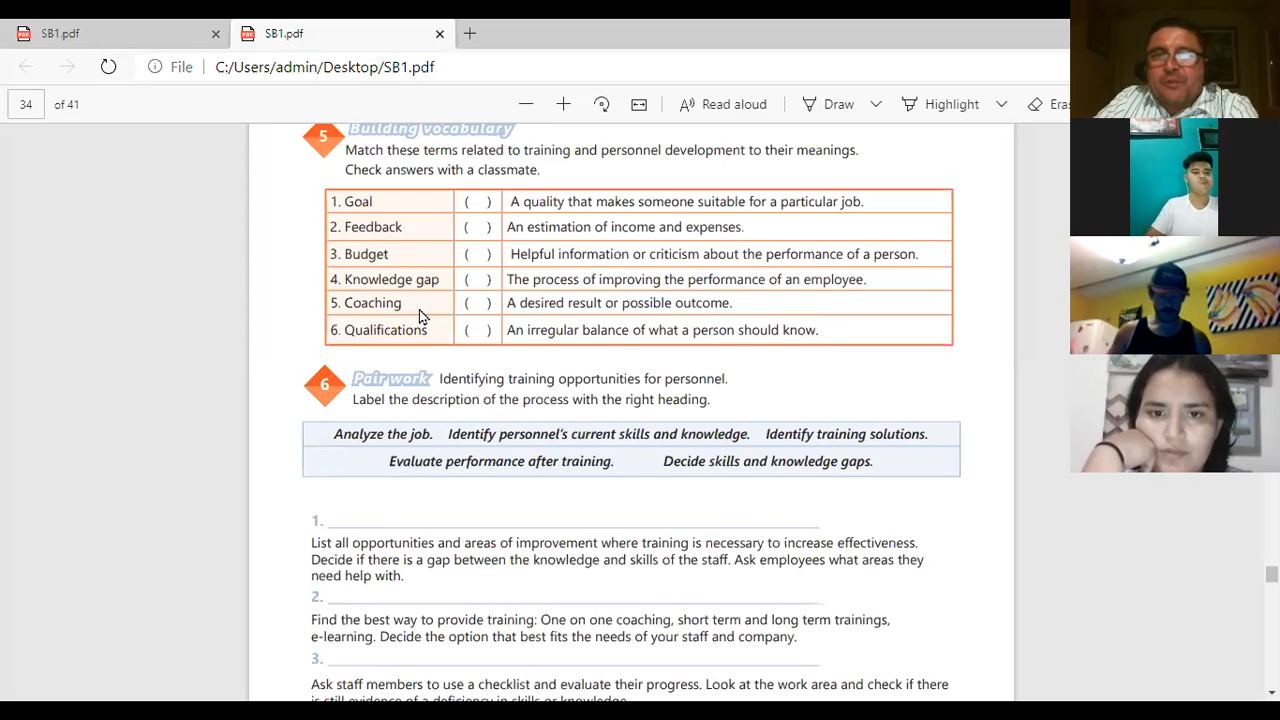 SB1.pdf
SB1.pdf
File C:/Users/admin/Desktop/SB1.pdf
34 of 41
Read aloud
Draw
Highlight
Eras
5 Building vocabulary
Match these terms related to training and personnel development to their meanings.
Check answers with a classmate.
1. Goal ( ) A quality that makes someone suitable for a particular job.
2. Feedback ( ) An estimation of income and expenses.
3. Budget ( ) Helpful information or criticism about the performance of a person.
4. Knowledge gap ( ) The process of improving the performance of an employee.
5. Coaching ( ) A desired result or possible outcome.
6. Qualifications ( ) An irregular balance of what a person should know.
6 Pair work Identifying training opportunities for personnel.
Label the description of the process with the right heading.
Analyze the job. Identify personnel's current skills and knowledge. Identify training solutions.
Evaluate performance after training. Decide skills and knowledge gaps.
1.
List all opportunities and areas of improvement where training is necessary to increase effectiveness.
Decide if there is a gap between the knowledge and skills of the staff. Ask employees what areas they
need help with.
2.
Find the best way to provide training: One on one coaching, short term and long term trainings,
e-learning. Decide the option that best fits the needs of your staff and company.
3.
Ask staff members to use a checklist and evaluate their progress. Look at the work area and check if there
is still evidence of a deficiency in skills or knowledge.